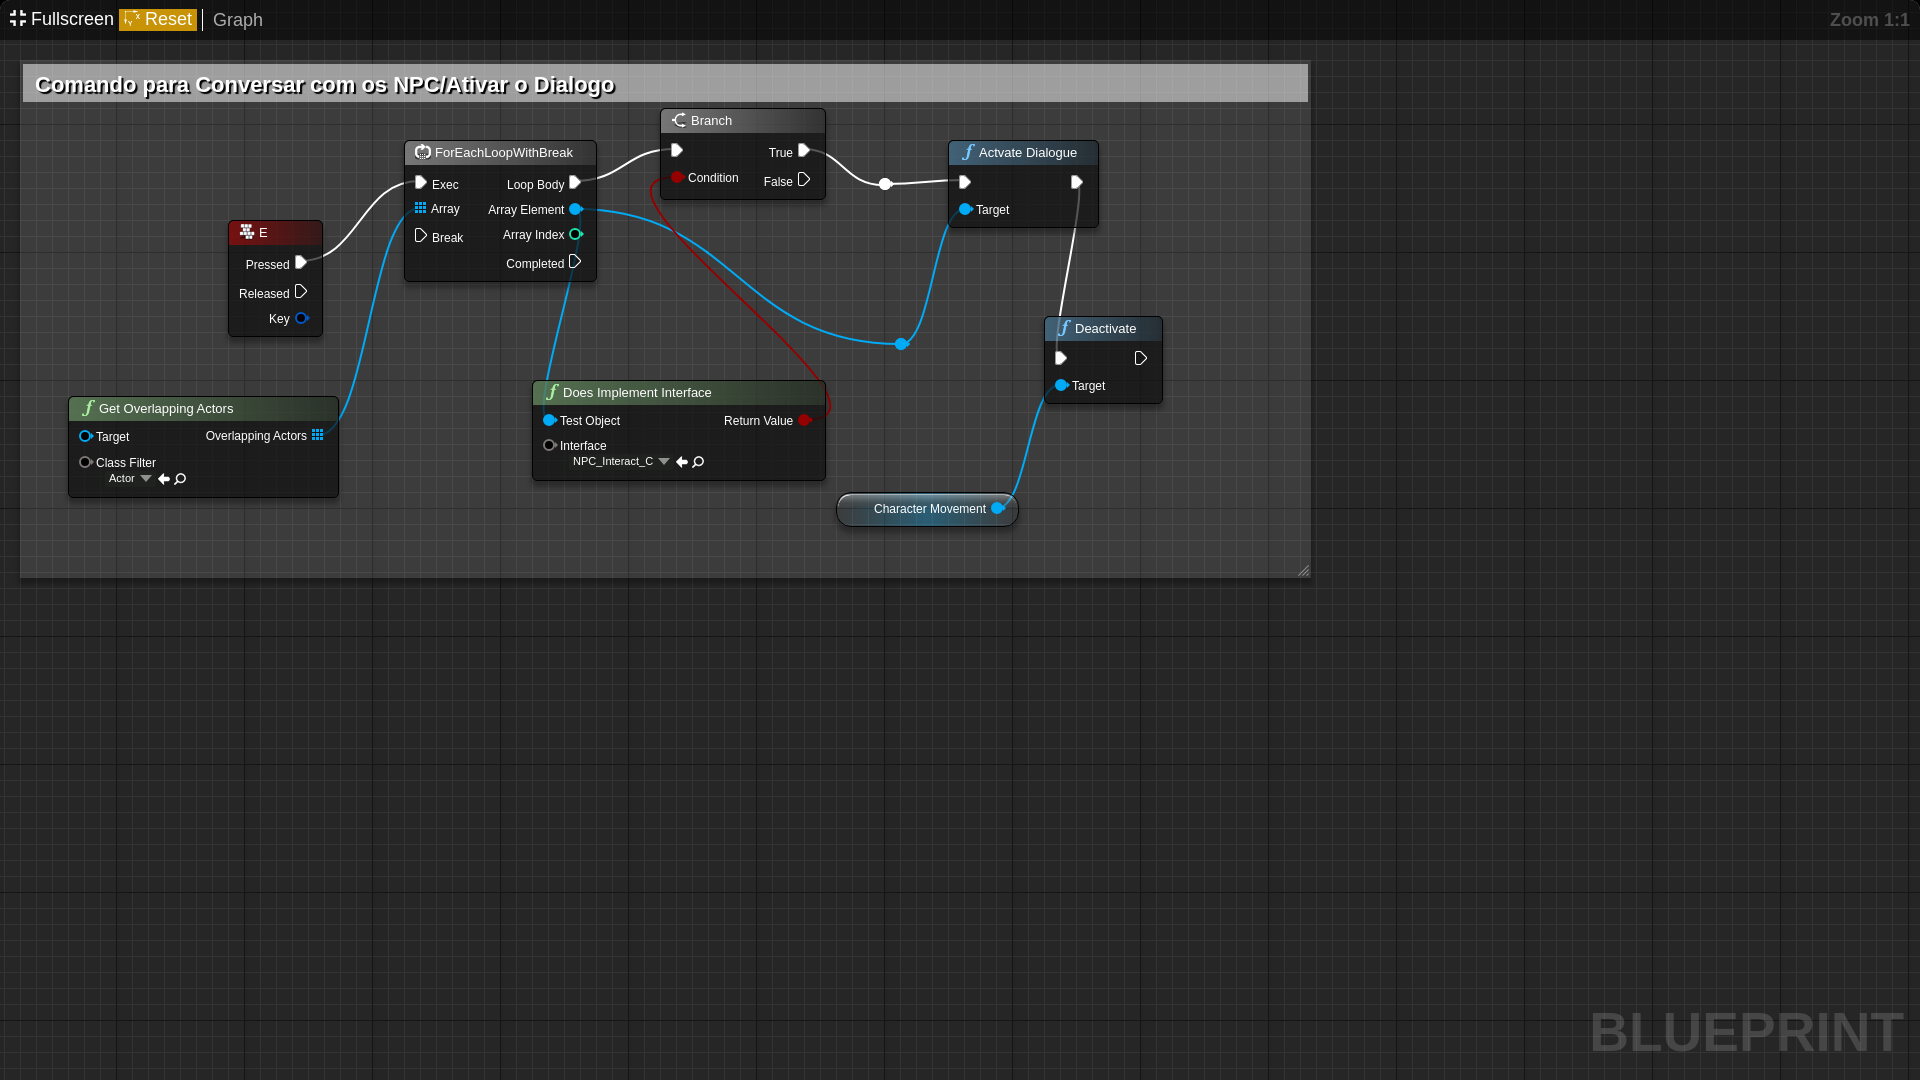 Fullscreen Reset Graph Zoom 1:1
Comando para Conversar com os NPC/Ativar o Dialogo
Branch
True
Condition False
ForEachLoopWithBreak
Exec Loop Body
Array Array Element
Array Index
Break
Completed
Actvate Dialogue
Target
E
Pressed
Released
Key
Deactivate
Target
Get Overlapping Actors
Target Overlapping Actors
Class Filter
Actor
Does Implement Interface
Test Object Return Value
Interface
NPC_Interact_C
Character Movement
BLUEPRINT